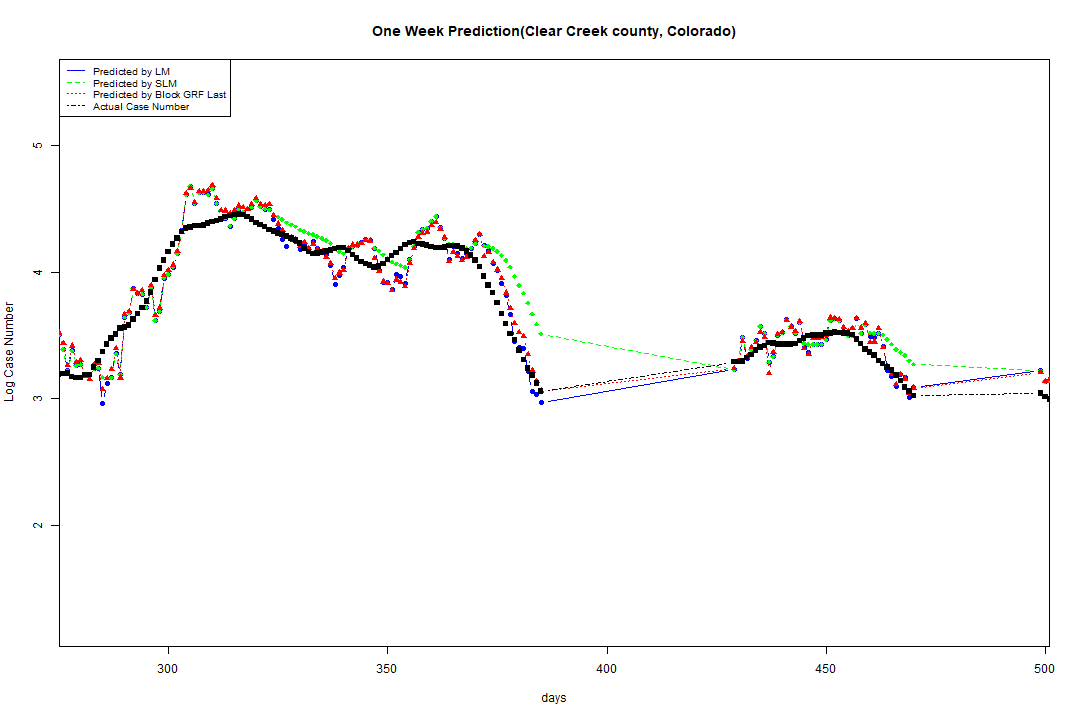 One Week Prediction(Clear Creek county, Colorado)
Predicted by LM
Predicted by SLM
Predicted by Block GRF Last
Actual Case Number
Log Case Number
5
4
3
2
300 350 400 450 500
days